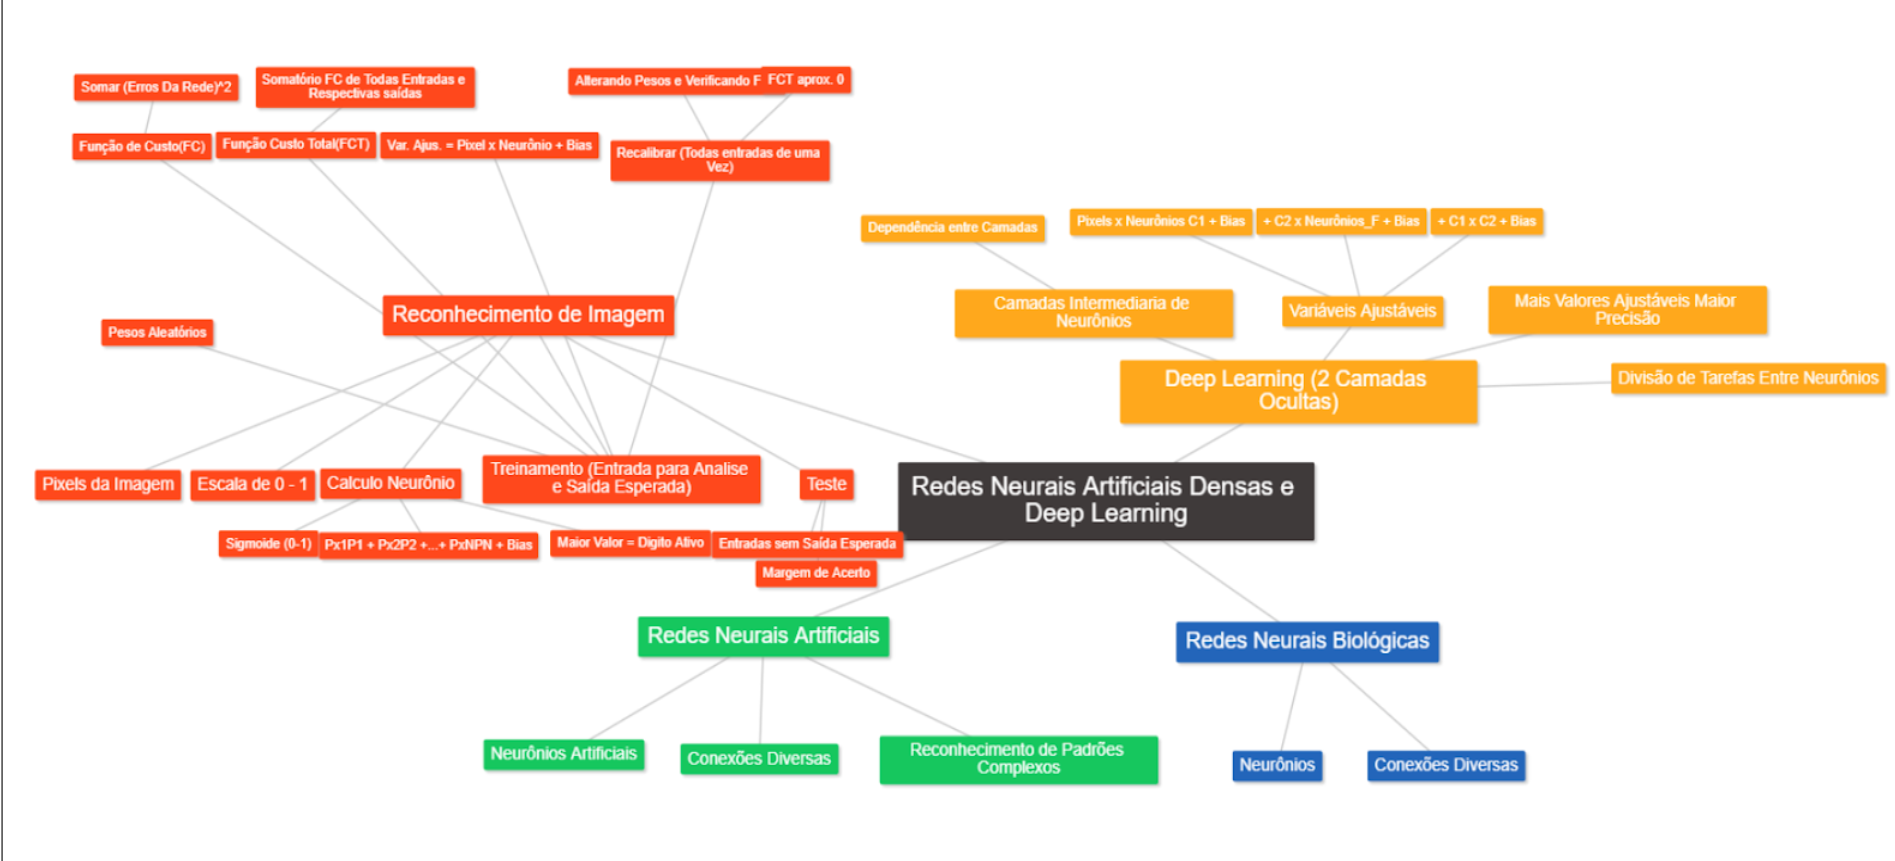 Somar (Erros Da Rede)^2
Somatório FC de Todas Entradas e
Respectivas saídas
Alterando Pesos e Verificando F
FCT aprox. 0
Função de Custo(FC)
Função Custo Total(FCT)
Var. Ajus. = Pixel x Neurônio + Bias
Recalibrar (Todas entradas de uma
Vez)
Dependência entre Camadas
Pixels x Neurônios C1 + Bias
+ C2 x Neurônios_F + Bias
+ C1 x C2 + Bias
Reconhecimento de Imagem
Camadas Intermediaria de
Neurônios
Variáveis Ajustáveis
Mais Valores Ajustáveis Maior
Precisão
Pesos Aleatórios
Deep Learning (2 Camadas
Ocultas)
Divisão de Tarefas Entre Neurônios
Pixels da Imagem
Escala de 0 - 1
Calculo Neurônio
Treinamento (Entrada para Analise
e Saída Esperada)
Teste
Redes Neurais Artificiais Densas e
Deep Learning
Sigmoide (0-1)
Px1P1 + Px2P2 +...+ PxNPN + Bias
Maior Valor = Digito Ativo
Entradas sem Saída Esperada
Margem de Acerto
Redes Neurais Artificiais
Redes Neurais Biológicas
Neurônios Artificiais
Conexões Diversas
Reconhecimento de Padrões
Complexos
Neurônios
Conexões Diversas